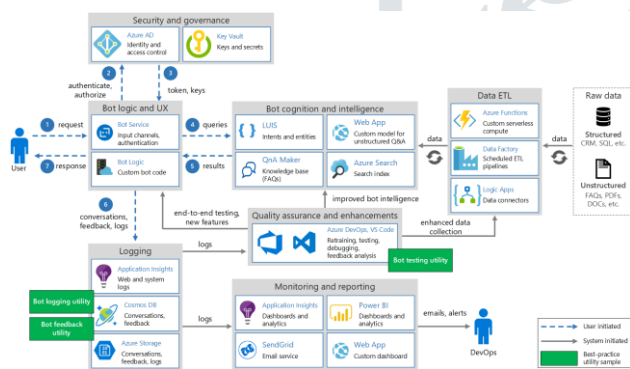 Security and governance
Azure AD
Identity and
access control
Key Vault
Keys and secrets
2
3
authenticate,
authorize
token, keys
Bot logic and UX
Bot Service
Input channels,
authentication
Bot Logic
Custom bot code
1
request
7
response
User
4
queries
5
results
Bot cognition and intelligence
LUIS
Intents and entities
Web App
Custom model for
unstructured Q&A
QnA Maker
Knowledge base
(FAQs)
Azure Search
Search index
data
Data ETL
Azure Functions
Custom serverless
compute
Data Factory
Scheduled ETL
pipelines
Logic Apps
Data connectors
data
Raw data
Structured
CRM, SQL, etc.
Unstructured
FAQs, PDFs,
DOCs, etc.
6
conversations,
feedback, logs
end-to-end testing,
new features
improved bot intelligence
enhanced data
collection
Quality assurance and enhancements
Azure DevOps, VS Code
Retraining, testing,
debugging,
feedback analysis
Bot testing utility
logs
Logging
Application Insights
Web and system
logs
Bot logging utility
Cosmos DB
Conversations,
feedback
Bot feedback
utility
Azure Storage
Conversations,
feedback, logs
logs
Monitoring and reporting
Application Insights
Dashboards and
analytics
Power BI
Dashboards and
analytics
SendGrid
Email service
Web App
Custom dashboard
emails, alerts
DevOps
User initiated
System initiated
Best-practice
utility sample